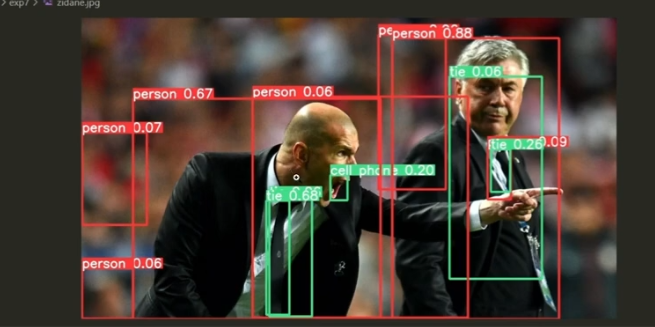 > exp7 > zidane.jpg
person 0.88
tie 0.06
person 0.67
person 0.06
person 0.07
tie 0.26
0.09
cell phone 0.20
tie 0.68
person 0.06